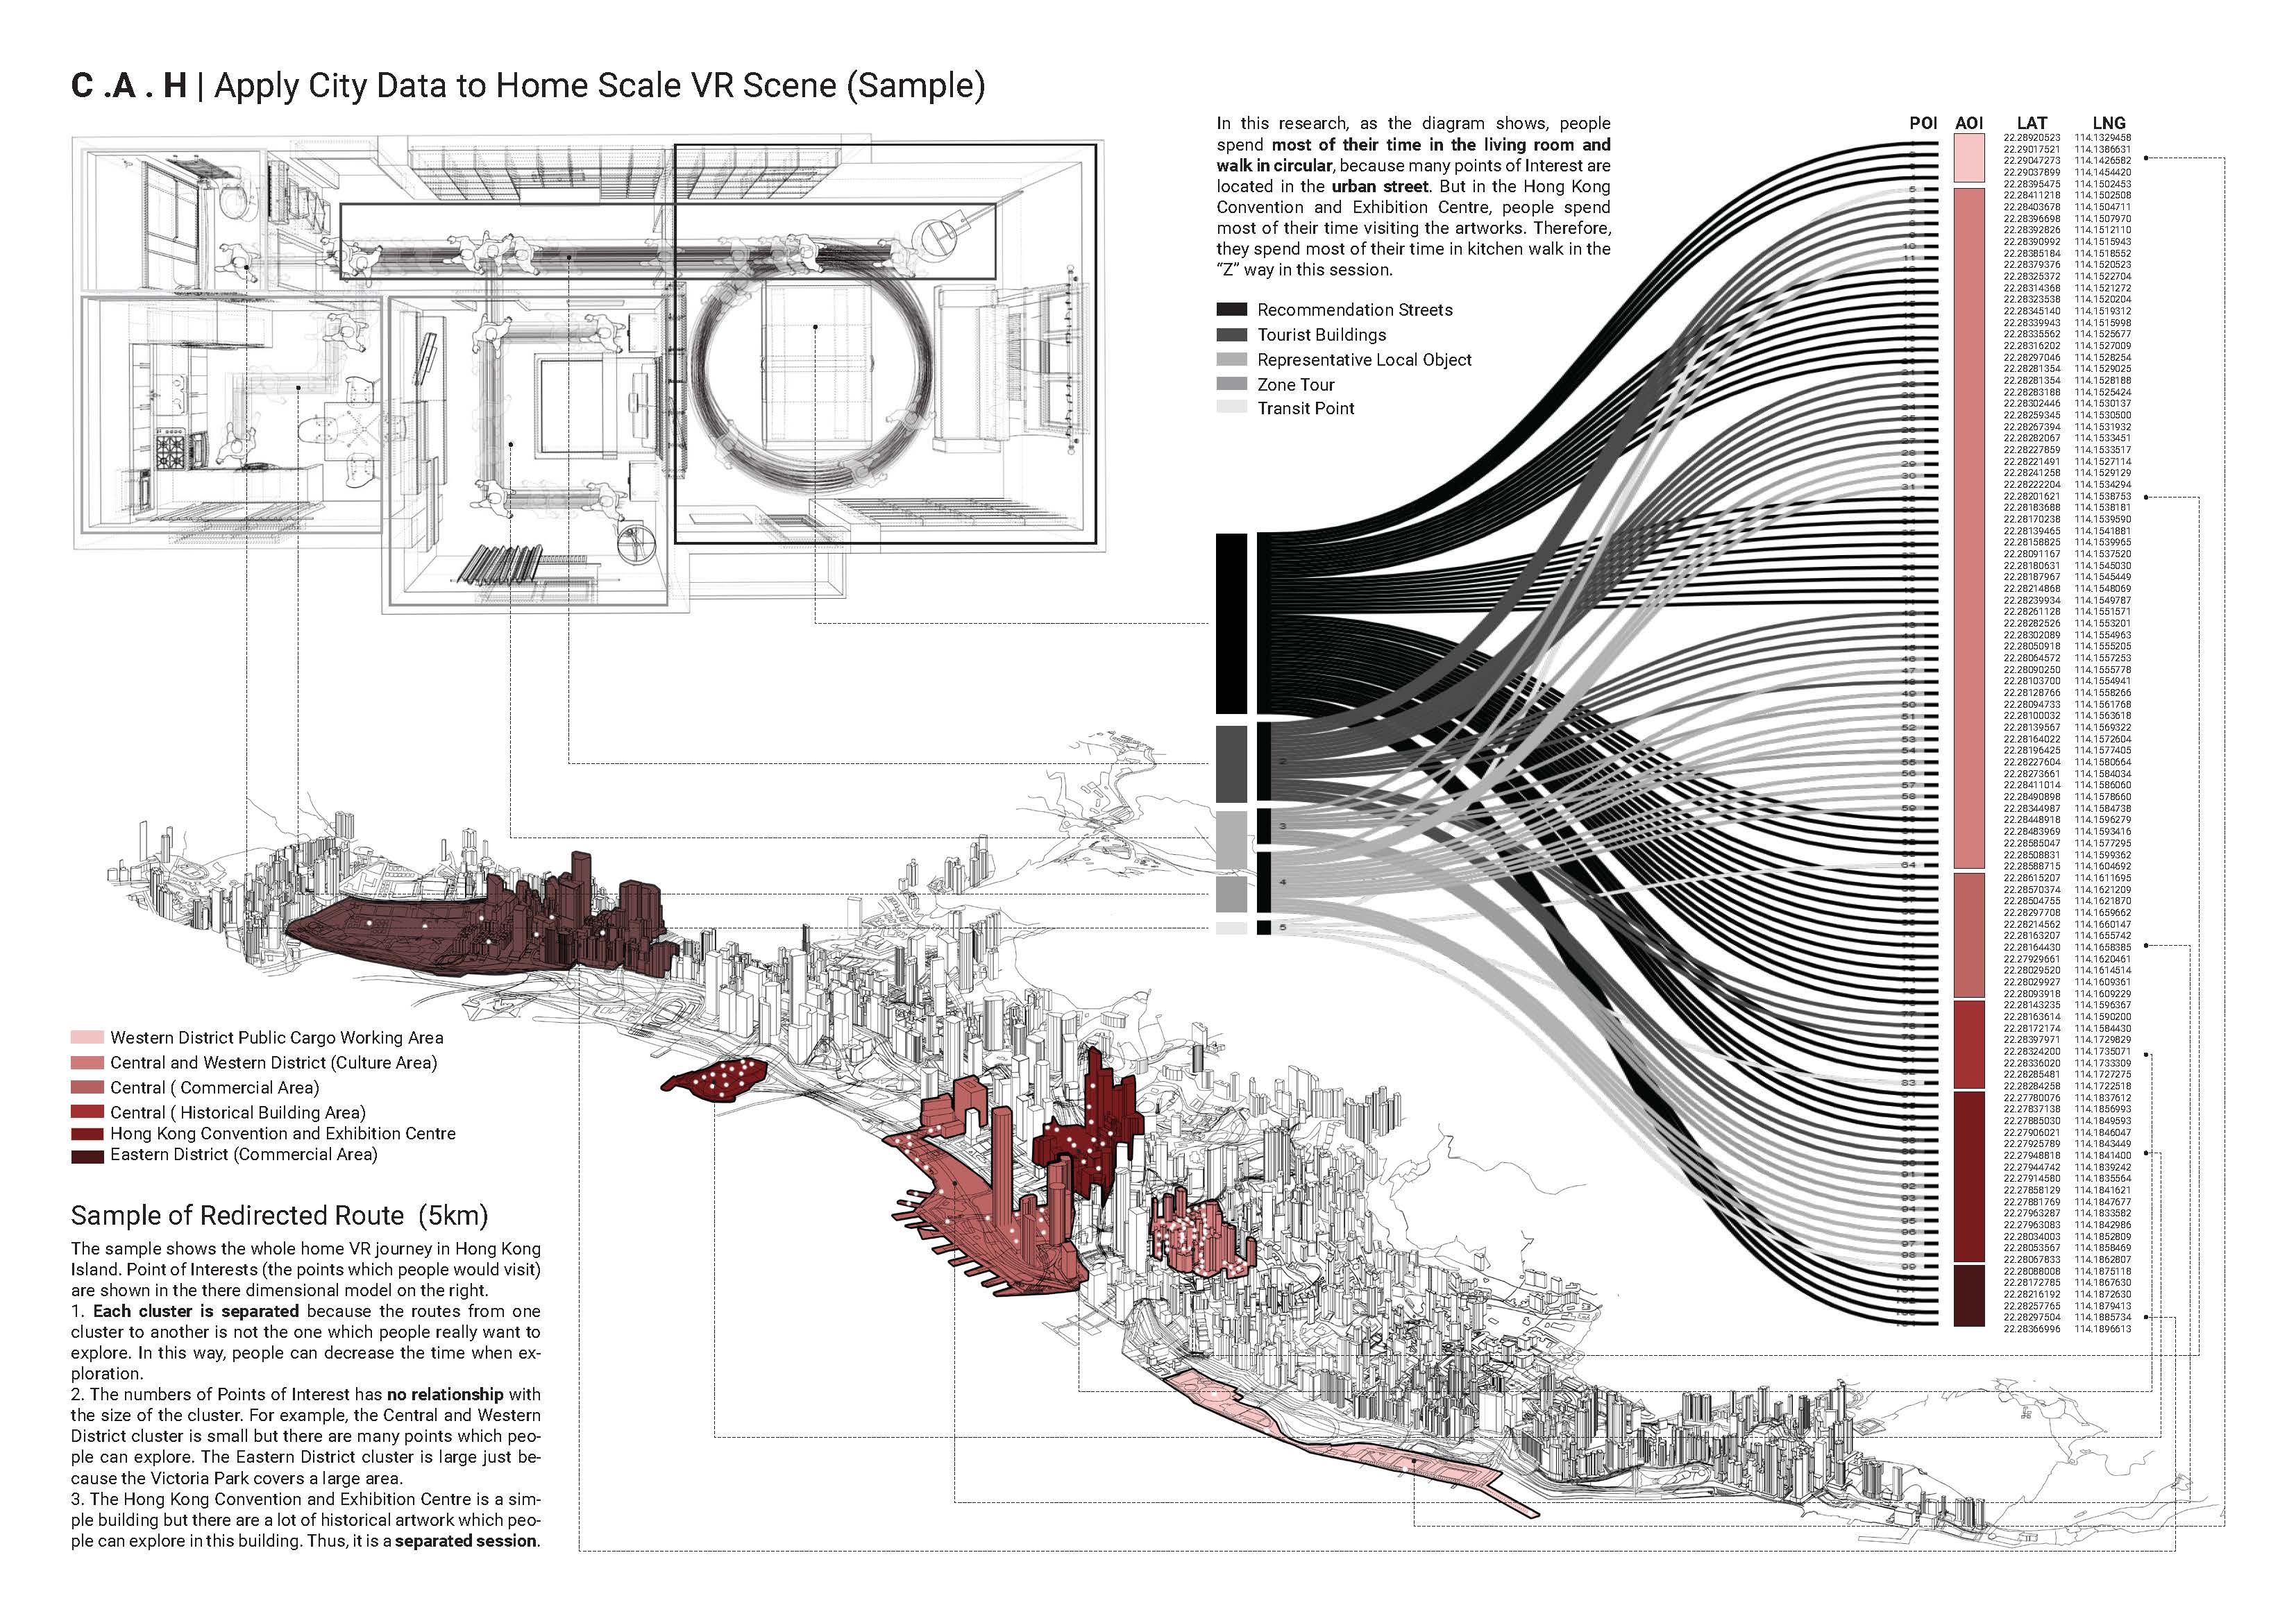 C .A . H | Apply City Data to Home Scale VR Scene (Sample)
In this research, as the diagram shows, people
spend most of their time in the living room and
walk in circular, because many points of Interest are
located in the urban street. But in the Hong Kong
Convention and Exhibition Centre, people spend
most of their time visiting the artworks. Therefore,
they spend most of their time in kitchen walk in the
“Z” way in this session.
Recommendation Streets
Tourist Buildings
Representative Local Object
Zone Tour
Transit Point
2
3
4
5
POI AOI LAT LNG
22.28920523 114.1329458
22.29017521 114.1386631
22.29047273 114.1426582
22.29037899 114.1454420
22.28395475 114.1502453
22.28411218 114.1502508
22.28403678 114.1504711
22.28396698 114.1507970
22.28392826 114.1512110
22.28390992 114.1515943
22.28385184 114.1518552
22.28379376 114.1520523
22.28325372 114.1522704
22.28314368 114.1521272
22.28323538 114.1520204
22.28345140 114.1519312
22.28339943 114.1515998
22.28335562 114.1525677
22.28316202 114.1527009
22.28297046 114.1528254
22.28281354 114.1529025
22.28281354 114.1528188
22.28283188 114.1525424
22.28302446 114.1530137
22.28259345 114.1530500
22.28267394 114.1531932
22.28282067 114.1533451
22.28227859 114.1533517
22.28221491 114.1527114
22.28241258 114.1529129
22.28222204 114.1534294
22.28201621 114.1538753
22.28183688 114.1538181
22.28170238 114.1539590
22.28139465 114.1541881
22.28158825 114.1539965
22.28091167 114.1537520
22.28180631 114.1545030
22.28187967 114.1545449
22.28214868 114.1548069
22.28239934 114.1549787
22.28261128 114.1551571
22.28282526 114.1553201
22.28302089 114.1554963
22.28050918 114.1555205
22.28064572 114.1557253
22.28090250 114.1555778
22.28103700 114.1554941
22.28128766 114.1558266
22.28094733 114.1561768
22.28100032 114.1563618
22.28139567 114.1569322
22.28164022 114.1572604
22.28196425 114.1577405
22.28227604 114.1580664
22.28273661 114.1584034
22.28411014 114.1586060
22.28490898 114.1578660
22.28344987 114.1584738
22.28448918 114.1596279
22.28483969 114.1593416
22.28585047 114.1577295
22.28508831 114.1599362
22.28588715 114.1604692
22.28615207 114.1611695
22.28570374 114.1621209
22.28504755 114.1621870
22.28297708 114.1659662
22.28214562 114.1660147
22.28163207 114.1655742
22.28164430 114.1658385
22.27929661 114.1620461
22.28029520 114.1614514
22.28029927 114.1609361
22.28093918 114.1609229
22.28143235 114.1596367
22.28163614 114.1590200
22.28172174 114.1584430
22.28397971 114.1729829
22.28324200 114.1735071
22.28336020 114.1733309
22.28285481 114.1727275
22.28284258 114.1722518
22.27780076 114.1837612
22.27837138 114.1856993
22.27885030 114.1849593
22.27906021 114.1846047
22.27925789 114.1843449
22.27948818 114.1841400
22.27944742 114.1839242
22.27914580 114.1835564
22.27858129 114.1841621
22.27881769 114.1847677
22.27963287 114.1833582
22.27963083 114.1842986
22.28034003 114.1852809
22.28053567 114.1858469
22.28067833 114.1862807
22.28088008 114.1875118
22.28172785 114.1867630
22.28216192 114.1872630
22.28257765 114.1879413
22.28297504 114.1885734
22.28366996 114.1896613
Western District Public Cargo Working Area
Central and Western District (Culture Area)
Central ( Commercial Area)
Central ( Historical Building Area)
Hong Kong Convention and Exhibition Centre
Eastern District (Commercial Area)
Sample of Redirected Route (5km)
The sample shows the whole home VR journey in Hong Kong
Island. Point of Interests (the points which people would visit)
are shown in the there dimensional model on the right.
1. Each cluster is separated because the routes from one
cluster to another is not the one which people really want to
explore. In this way, people can decrease the time when ex-
ploration.
2. The numbers of Points of Interest has no relationship with
the size of the cluster. For example, the Central and Western
District cluster is small but there are many points which peo-
ple can explore. The Eastern District cluster is large just be-
cause the Victoria Park covers a large area.
3. The Hong Kong Convention and Exhibition Centre is a sim-
ple building but there are a lot of historical artwork which peo-
ple can explore in this building. Thus, it is a separated session.